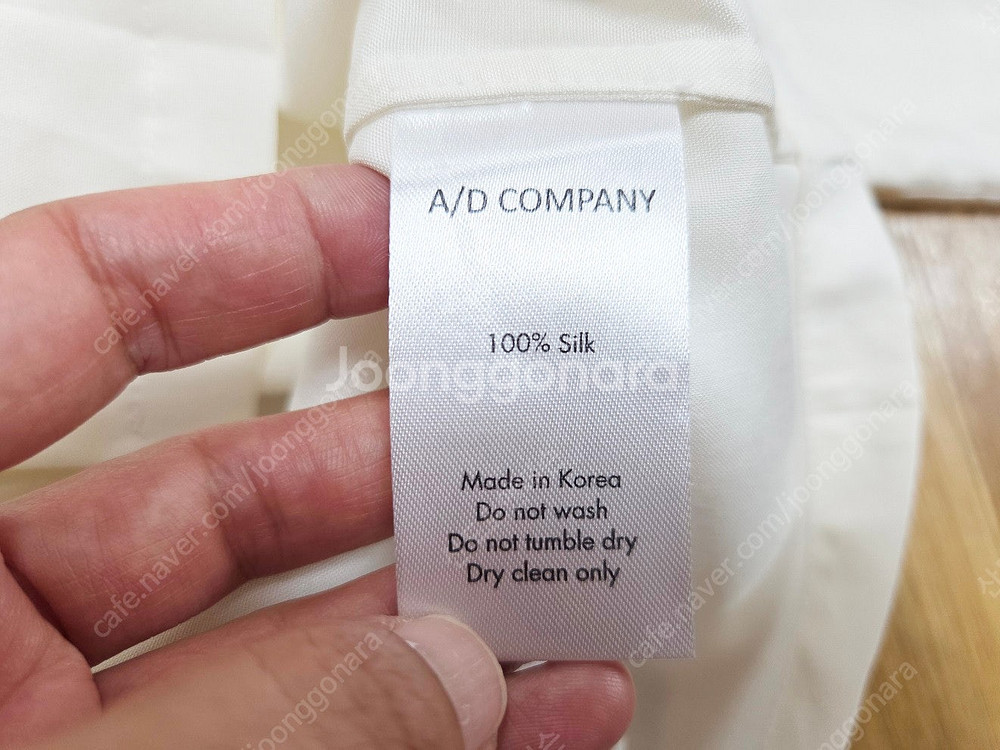 A/D COMPANY
100% Silk
Joonggonara
Made in Korea
Do not wash
Do not tumble dry
Dry clean only
cafe.naver.com/joonggonara
cafe.naver.com/joonggonara
cafe.naver.com/joonggonara
cafe.naver.com/joonggonara